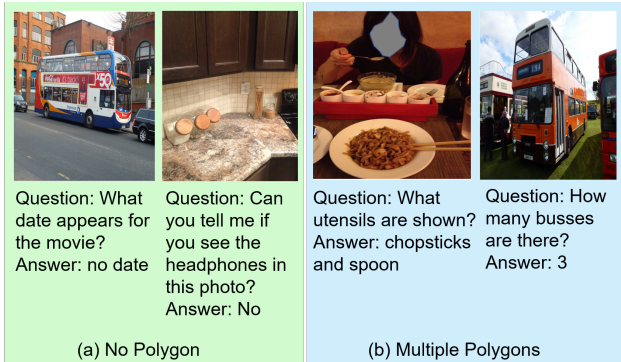 x50
Question: What
date appears for
the movie?
Answer: no date
Question: Can
you tell me if
you see the
headphones in
this photo?
Answer: No
(a) No Polygon
Question: What
utensils are shown?
Answer: chopsticks
and spoon
Question: How
many busses
are there?
Answer: 3
(b) Multiple Polygons